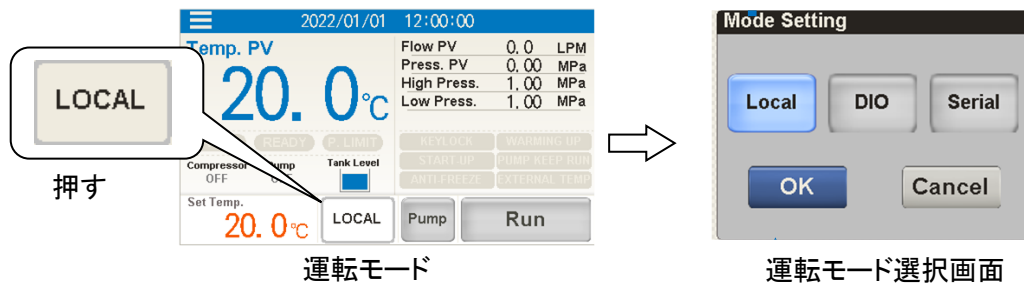 LOCAL
押す
2022/01/01 12:00:00
Temp. PV
20.0℃
Flow PV 0.0 LPM
Press. PV 0.00 MPa
High Press. 1.00 MPa
Low Press. 1.00 MPa
READY P. LIMIT
KEYLOCK WARMING UP
START-UP PUMP KEEP RUN
ANTI-FREEZE EXTERNAL TEMP
Compressor
OFF
Tank Level
Set Temp.
20.0℃
LOCAL Pump Run
運転モード
Mode Setting
Local DIO Serial
OK Cancel
運転モード選択画面